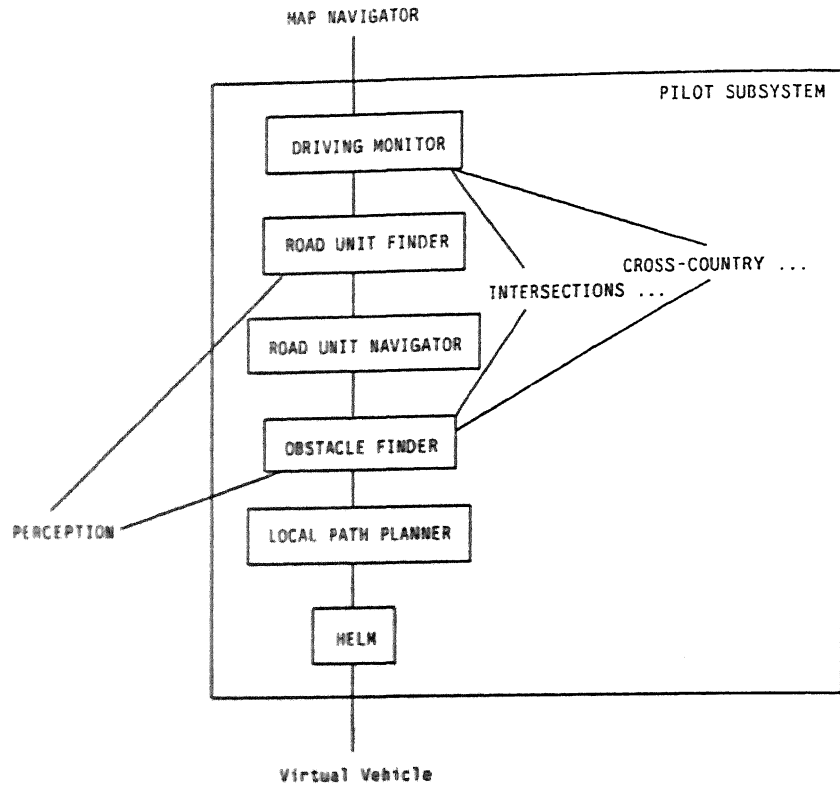 MAP NAVIGATOR
PILOT SUBSYSTEM
DRIVING MONITOR
ROAD UNIT FINDER
CROSS-COUNTRY ...
INTERSECTIONS ...
ROAD UNIT NAVIGATOR
OBSTACLE FINDER
PERCEPTION
LOCAL PATH PLANNER
HELM
Virtual Vehicle